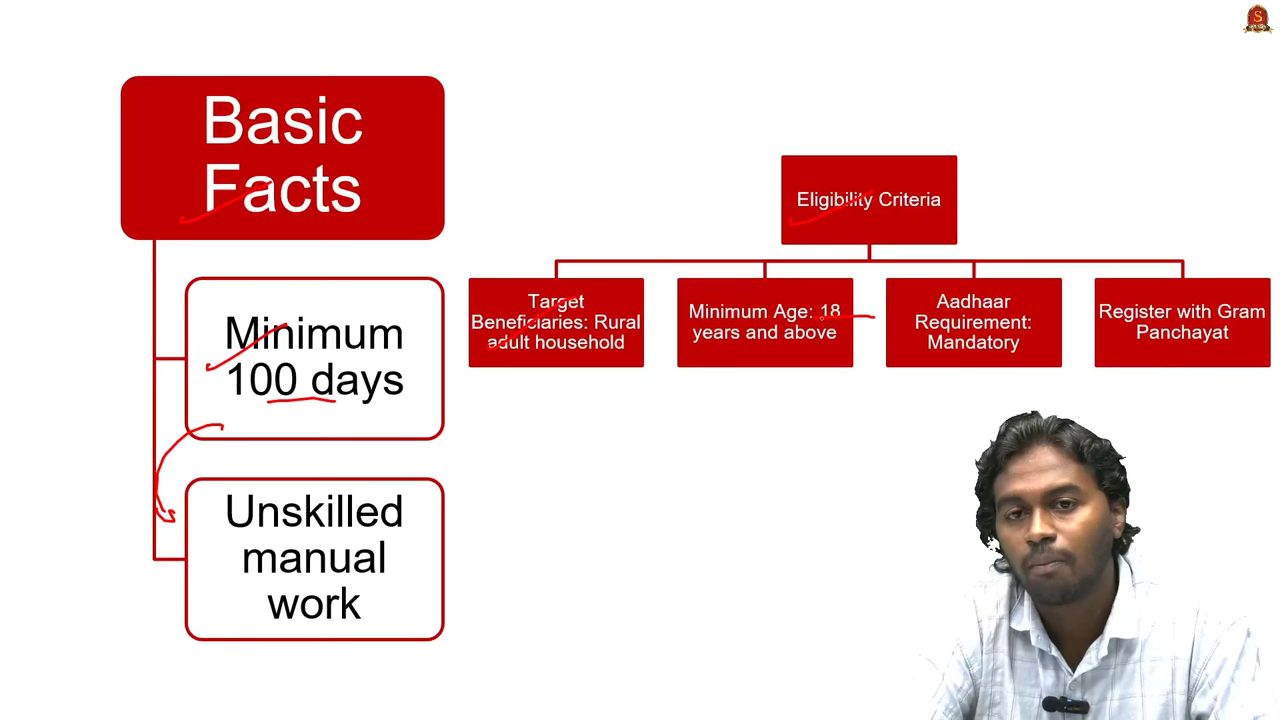 Basic
Facts
Minimum
100 days
Unskilled
manual
work
Eligibility Criteria
Target
Beneficiaries: Rural
adult household
Minimum Age: 18
years and above
Aadhaar
Requirement:
Mandatory
Register with Gram
Panchayat
S